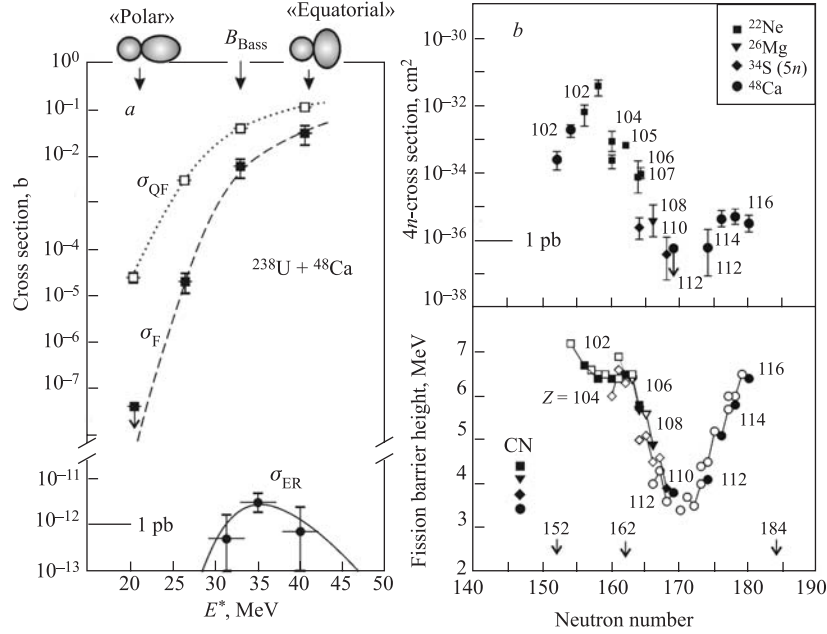 «Polar»
B_Bass
«Equatorial»
a
Cross section, b
10^0
10^–1
10^–2
10^–4
10^–5
10^–6
10^–7
10^–11
10^–12
10^–13
σ_QF
σ_F
^238U + ^48Ca
σ_ER
1 pb
20 25 30 35 40 45 50
E*, MeV
b
^22Ne
^26Mg
^34S (5n)
^48Ca
4n-cross section, cm^2
10^–30
10^–32
10^–34
10^–36
10^–38
102
102
104
105
106
107
108
110
112
112
114
116
1 pb
Fission barrier height, MeV
7
6
5
4
3
2
102
Z = 104
106
108
110
112
112
114
116
CN
152
162
184
140 150 160 170 180 190
Neutron number